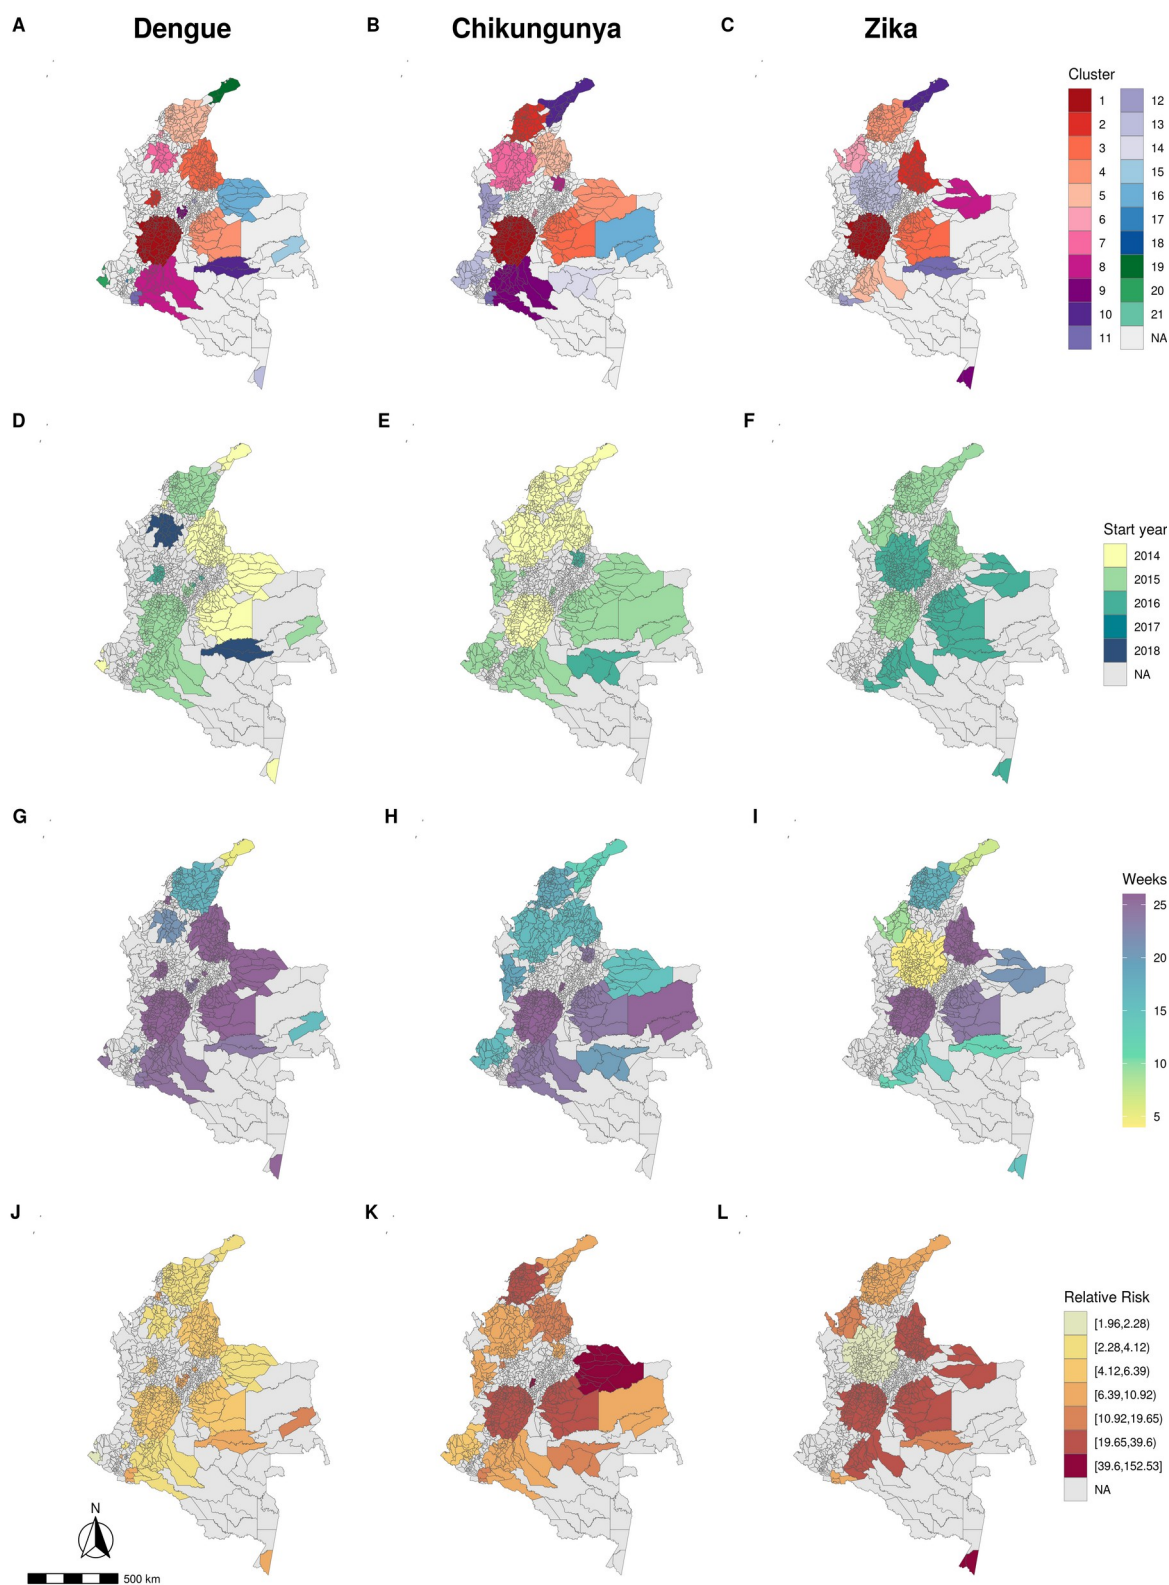 A Dengue B Chikungunya C Zika
Cluster
1 12
2 13
3 14
4 15
5 16
6 17
7 18
8 19
9 20
10 21
11 NA
D E F
Start year
2014
2015
2016
2017
2018
NA
G H I
Weeks
25
20
15
10
5
J K L
Relative Risk
[1.96,2.28)
[2.28,4.12)
[4.12,6.39)
[6.39,10.92)
[10.92,19.65)
[19.65,39.6)
[39.6,152.53]
NA
N
500 km